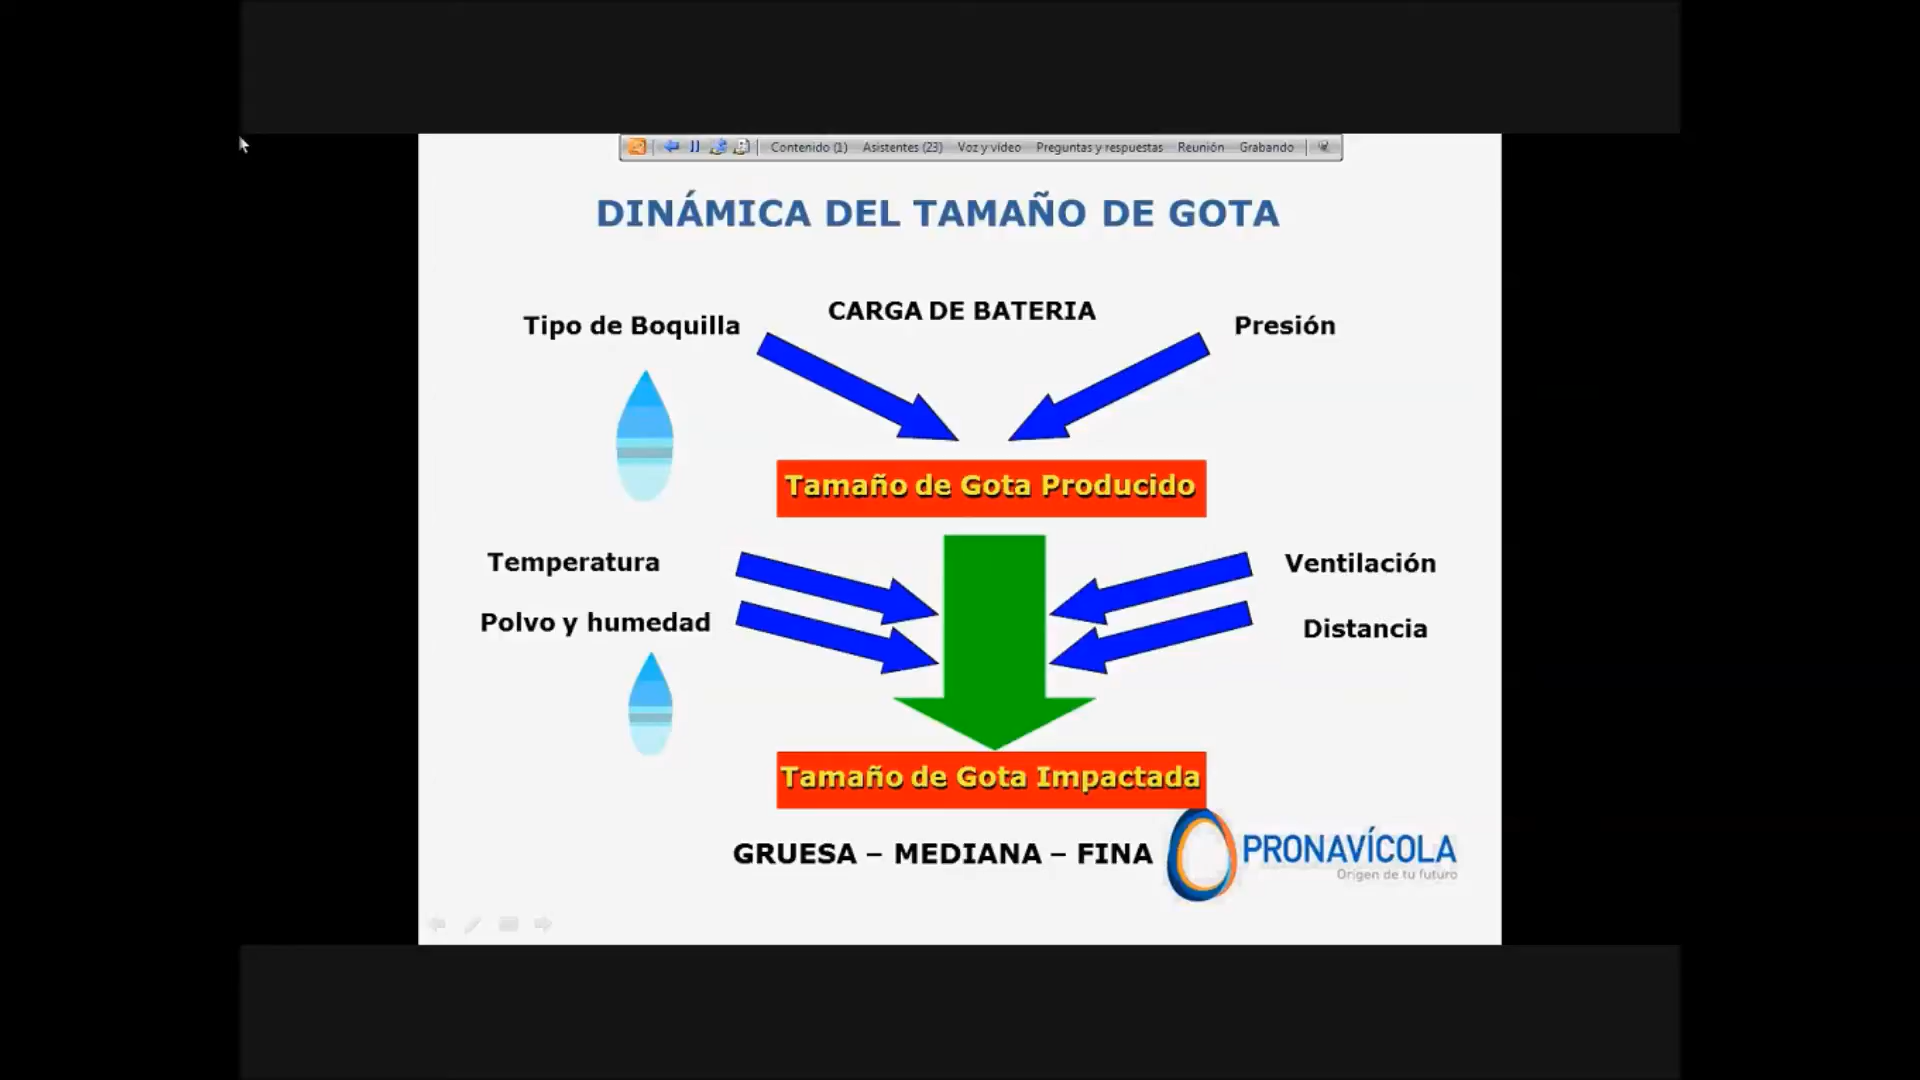 Contenido (1) Asistentes (23) Voz y vídeo Preguntas y respuestas Reunión Grabando
DINÁMICA DEL TAMAÑO DE GOTA
CARGA DE BATERIA
Tipo de Boquilla
Presión
Tamaño de Gota Producido
Temperatura
Ventilación
Polvo y humedad
Distancia
Tamaño de Gota Impactada
GRUESA – MEDIANA – FINA
PRONAVÍCOLA
Origen de tu futuro